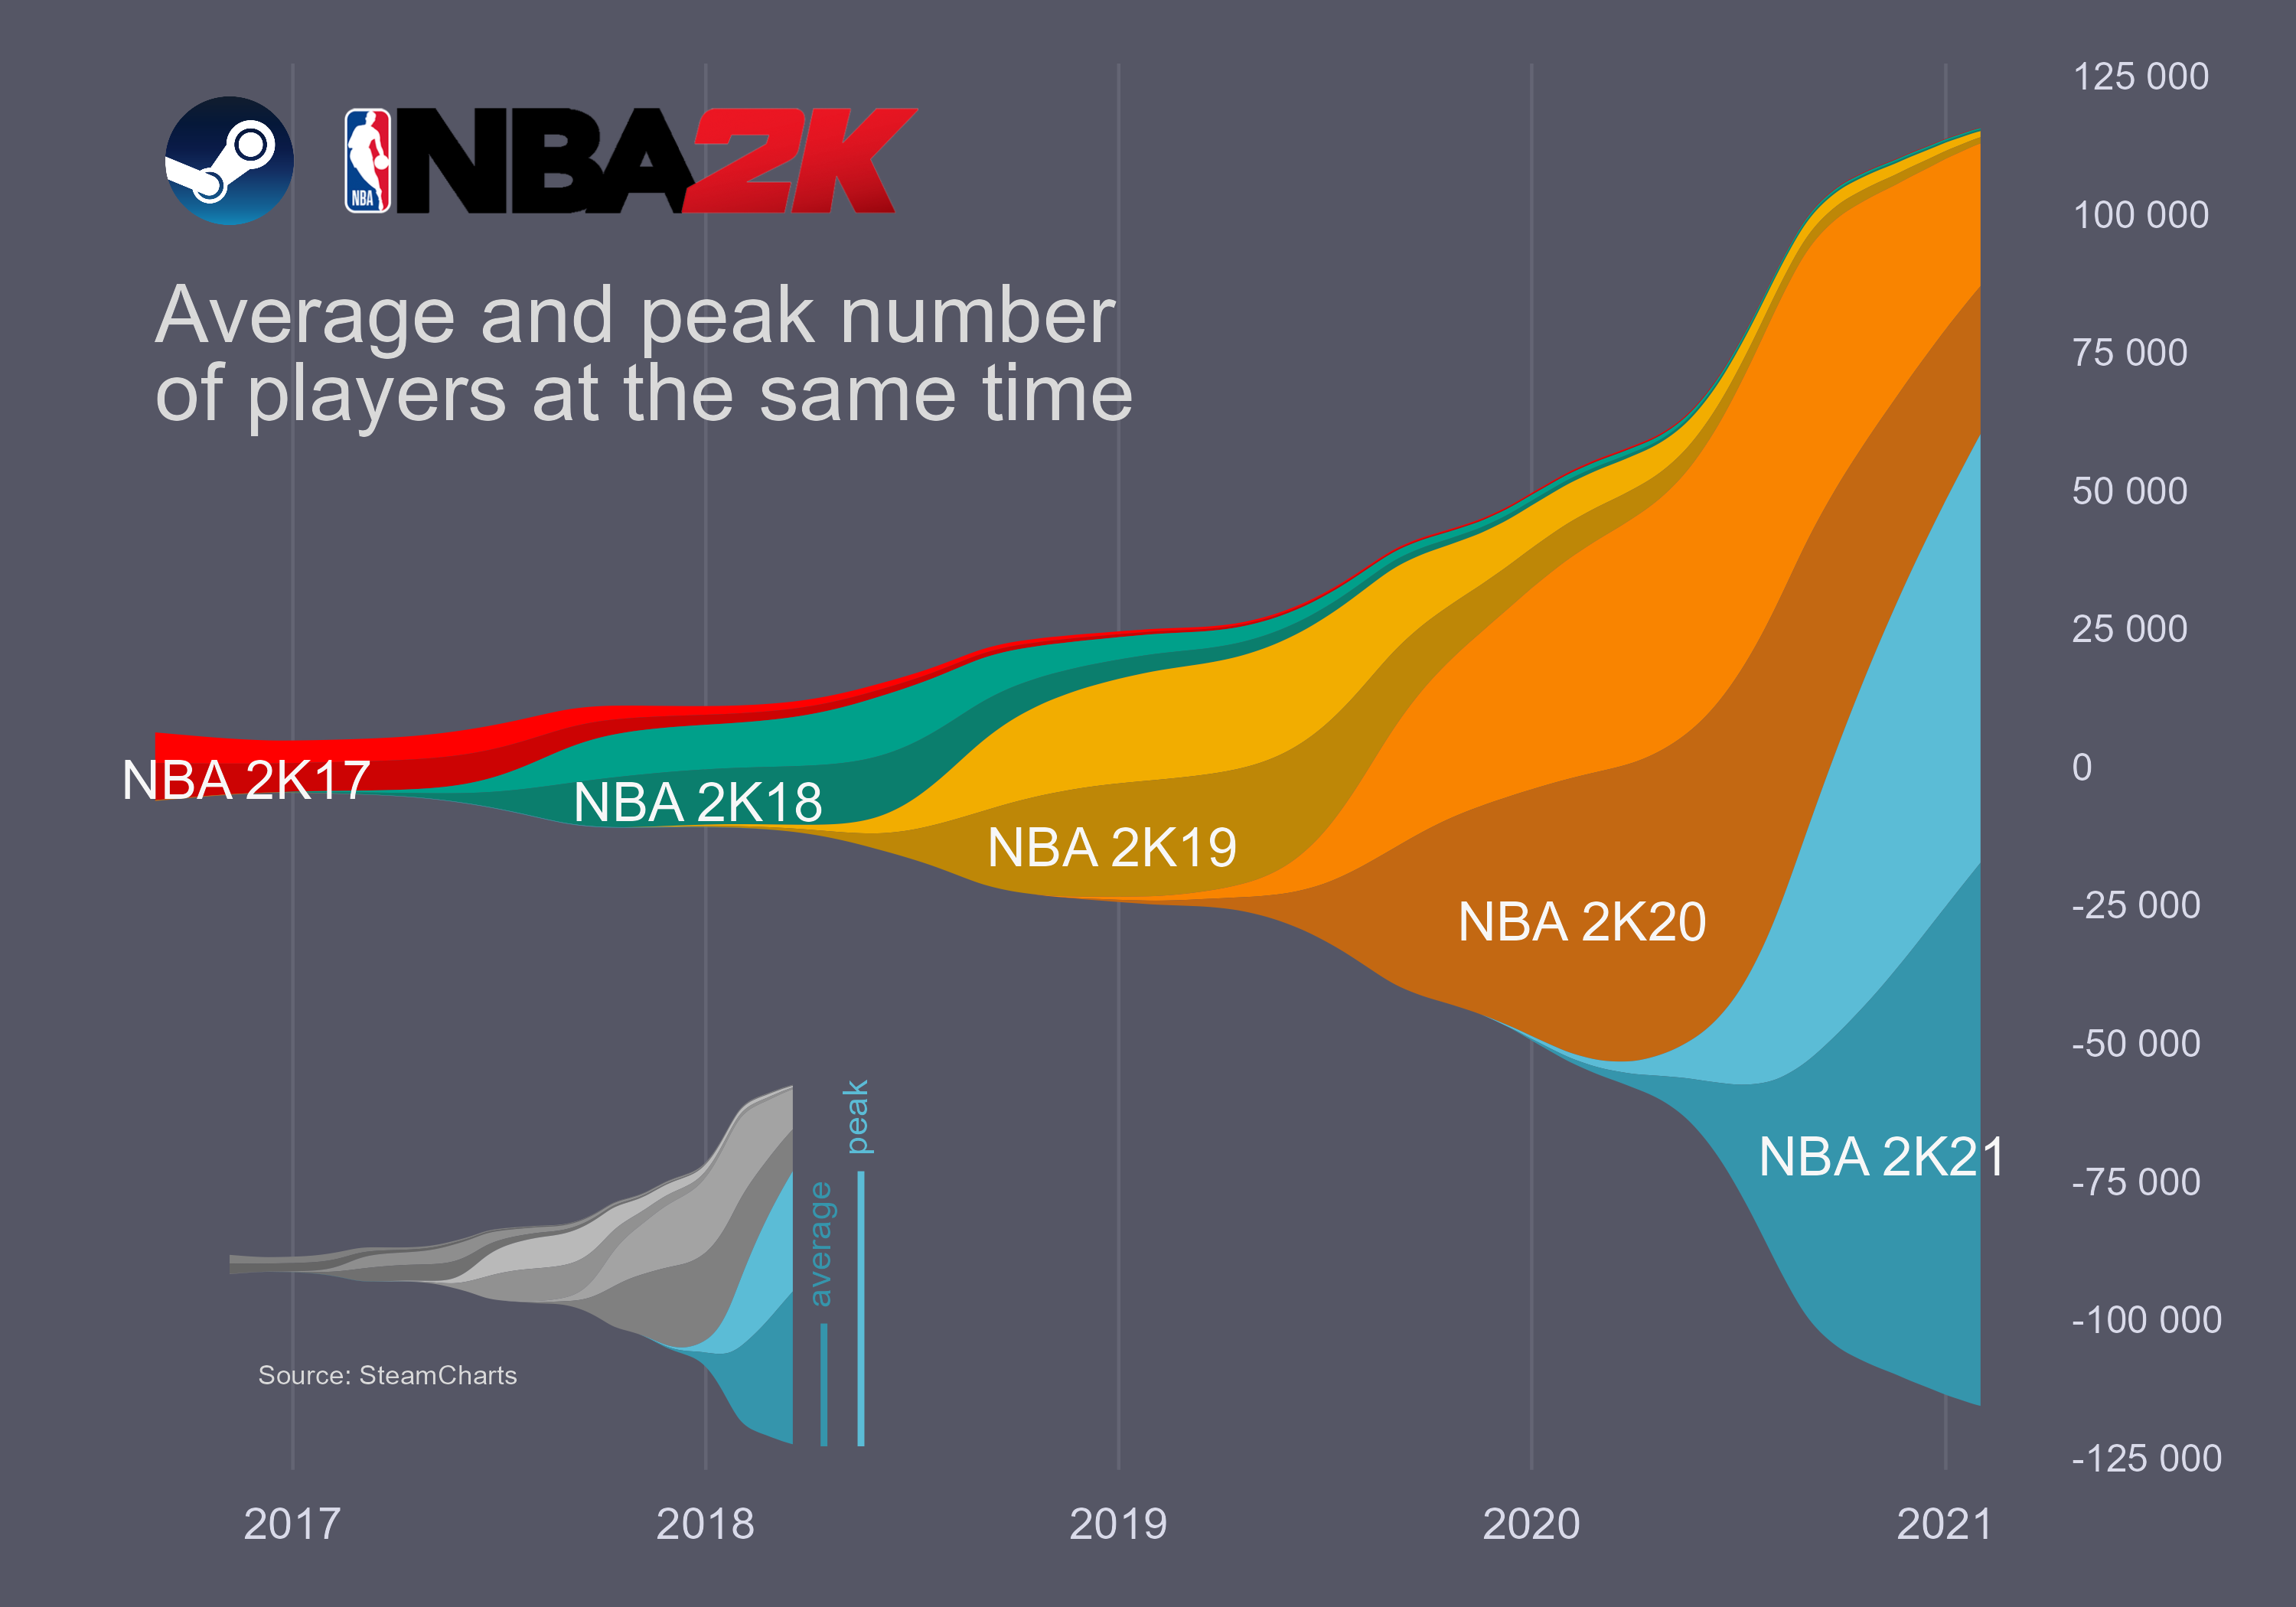 NBA
NBA2K
Average and peak number
of players at the same time
125 000
100 000
75 000
50 000
25 000
0
-25 000
-50 000
-75 000
-100 000
-125 000
NBA 2K17
NBA 2K18
NBA 2K19
NBA 2K20
NBA 2K21
average
peak
Source: SteamCharts
2017
2018
2019
2020
2021